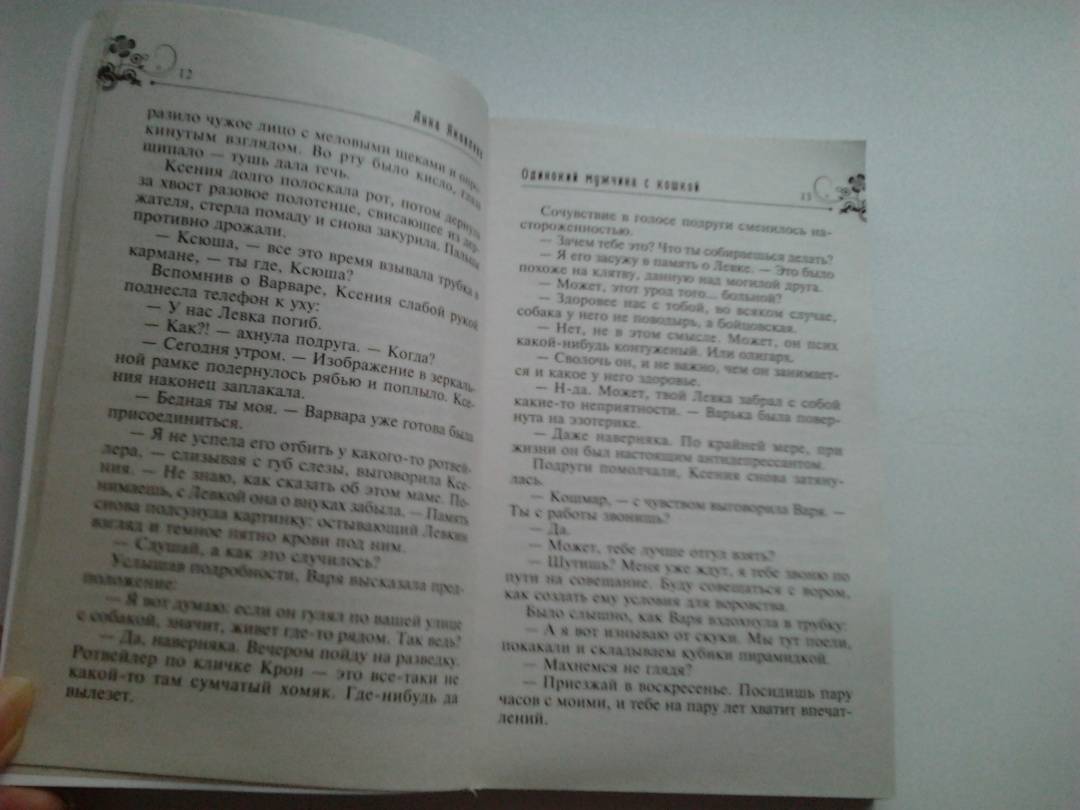 12
Анна Яковлева
разило чужое лицо с меловыми щеками и опро-
кинутым взглядом. Во рту было кисло, глаза
щипало — тушь дала течь.
Ксения долго полоскала рот, потом дернула
за хвост разовое полотенце, свисающее из дер-
жателя, стерла помаду и снова закурила. Пальцы
противно дрожали.
— Ксюша, — все это время взывала трубка в
кармане, — ты где, Ксюша?
Вспомнив о Варваре, Ксения слабой рукой
поднесла телефон к уху:
— У нас Левка погиб.
— Как?! — ахнула подруга. — Когда?
— Сегодня утром. — Изображение в зеркаль-
ной рамке подернулось рябью и поплыло. Ксе-
ния наконец заплакала.
— Бедная ты моя. — Варвара уже готова была
присоединиться.
— Я не успела его отбить у какого-то ротвей-
лера, — слизывая с губ слезы, выговорила Ксе-
ния. — Не знаю, как сказать об этом маме. По-
нимаешь, с Левкой она о внуках забыла. — Память
снова подсунула картинку: остывающий Левкин
взгляд и темное пятно крови под ним.
— Слушай, а как это случилось?
Услышав подробности, Варя высказала пред-
положение:
— Я вот думаю: если он гулял по вашей улице
с собакой, значит, живет где-то рядом. Так ведь?
— Да, наверняка. Вечером пойду на разведку.
Ротвейлер по кличке Крон — это все-таки не
какой-то там сумчатый хомяк. Где-нибудь да
вылезет.
Одинокий мужчина с кошкой
13
Сочувствие в голосе подруги сменилось на-
стороженностью.
— Зачем тебе это? Что ты собираешься делать?
— Я его засужу в память о Левке. — Это было
похоже на клятву, данную над могилой друга.
— Может, этот урод того... больной?
— Здоровее нас с тобой, во всяком случае,
собака у него не поводырь, а бойцовская.
— Нет, не в этом смысле. Может, он псих
какой-нибудь контуженый. Или олигарх.
— Сволочь он, и не важно, чем он занимает-
ся и какое у него здоровье.
— Н-да. Может, твой Левка забрал с собой
какие-то неприятности. — Варька была повер-
нута на эзотерике.
— Даже наверняка. По крайней мере, при
жизни он был настоящим антидепрессантом.
Подруги помолчали, Ксения снова затяну-
лась.
— Кошмар, — с чувством выговорила Варя. —
Ты с работы звонишь?
— Да.
— Может, тебе лучше отгул взять?
— Шутишь? Меня уже ждут, я тебе звоню по
пути на совещание. Буду совещаться с вором,
как создать ему условия для воровства.
Было слышно, как Варя вздохнула в трубку:
— А я вот изнываю от скуки. Мы тут поели,
покакали и складываем кубики пирамидкой.
— Махнемся не глядя?
— Приезжай в воскресенье. Посидишь пару
часов с моими, и тебе на пару лет хватит впечат-
лений.